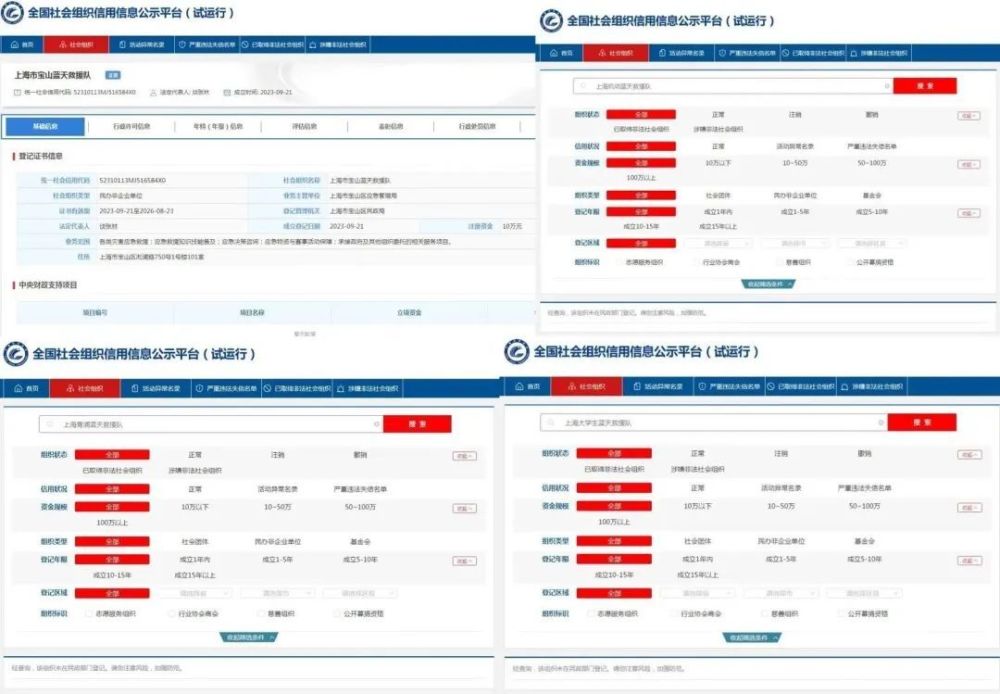 全国社会组织信用信息公示平台（试运行）
首页 社会组织 活动异常名录 严重违法失信名单 已取缔非法社会组织 涉嫌非法社会组织
上海市宝山蓝天救援队 正常
统一社会信用代码: 52310113MJ516584X0 法定代表人: 成立时间: 2023-09-21
基础信息 行政许可信息 年检（年报）信息 评估信息 表彰信息 行政处罚信息
登记证书信息
统一社会信用代码 52310113MJ516584X0 社会组织名称 上海市宝山蓝天救援队
社会组织类型 民办非企业单位 业务主管单位 上海市宝山区应急管理局
证书有效期 2023-09-21至2026-08-21 登记管理机关 上海市宝山区民政局
法定代表人 成立登记日期 2023-09-21 注册资金 10万元
业务范围 各类灾害应急救援；应急救援知识技能普及；应急决策咨询；应急物资与赛事活动保障；承接政府及其他组织委托的相关服务项目。
住所 上海市宝山区淞浦路750号1号楼101室
中央财政支持项目
项目编号 项目名称 立项资金
暂无数据
全国社会组织信用信息公示平台（试运行）
首页 社会组织 活动异常名录 严重违法失信名单 已取缔非法社会组织 涉嫌非法社会组织
上海机动蓝天救援队 搜索
组织状态 全部 正常 注销 撤销 收起
已取缔非法社会组织 涉嫌非法社会组织
信用状况 全部 正常 活动异常名录 严重违法失信名单
资金规模 全部 10万以下 10~50万 50~100万 收起
100万以上
组织类型 全部 社会团体 民办非企业单位 基金会
登记年限 全部 成立1年内 成立1-5年 成立5-10年 收起
成立10-15年 成立15年以上
登记区域 全部
组织标识 志愿服务组织 行业协会商会 慈善组织 公开募捐资格
收起筛选条件
经查询，该组织未在民政部门登记。请您注意风险，加强防范。
全国社会组织信用信息公示平台（试运行）
首页 社会组织 活动异常名录 严重违法失信名单 已取缔非法社会组织 涉嫌非法社会组织
上海青浦蓝天救援队 搜索
组织状态 全部 正常 注销 撤销 收起
已取缔非法社会组织 涉嫌非法社会组织
信用状况 全部 正常 活动异常名录 严重违法失信名单
资金规模 全部 10万以下 10~50万 50~100万 收起
100万以上
组织类型 全部 社会团体 民办非企业单位 基金会
登记年限 全部 成立1年内 成立1-5年 成立5-10年 收起
成立10-15年 成立15年以上
登记区域 全部
组织标识 志愿服务组织 行业协会商会 慈善组织 公开募捐资格
收起筛选条件
经查询，该组织未在民政部门登记。请您注意风险，加强防范。
全国社会组织信用信息公示平台（试运行）
首页 社会组织 活动异常名录 严重违法失信名单 已取缔非法社会组织 涉嫌非法社会组织
上海大学生蓝天救援队 搜索
组织状态 全部 正常 注销 撤销 收起
已取缔非法社会组织 涉嫌非法社会组织
信用状况 全部 正常 活动异常名录 严重违法失信名单
资金规模 全部 10万以下 10~50万 50~100万 收起
100万以上
组织类型 全部 社会团体 民办非企业单位 基金会
登记年限 全部 成立1年内 成立1-5年 成立5-10年 收起
成立10-15年 成立15年以上
登记区域 全部
组织标识 志愿服务组织 行业协会商会 慈善组织 公开募捐资格
收起筛选条件
经查询，该组织未在民政部门登记。请您注意风险，加强防范。